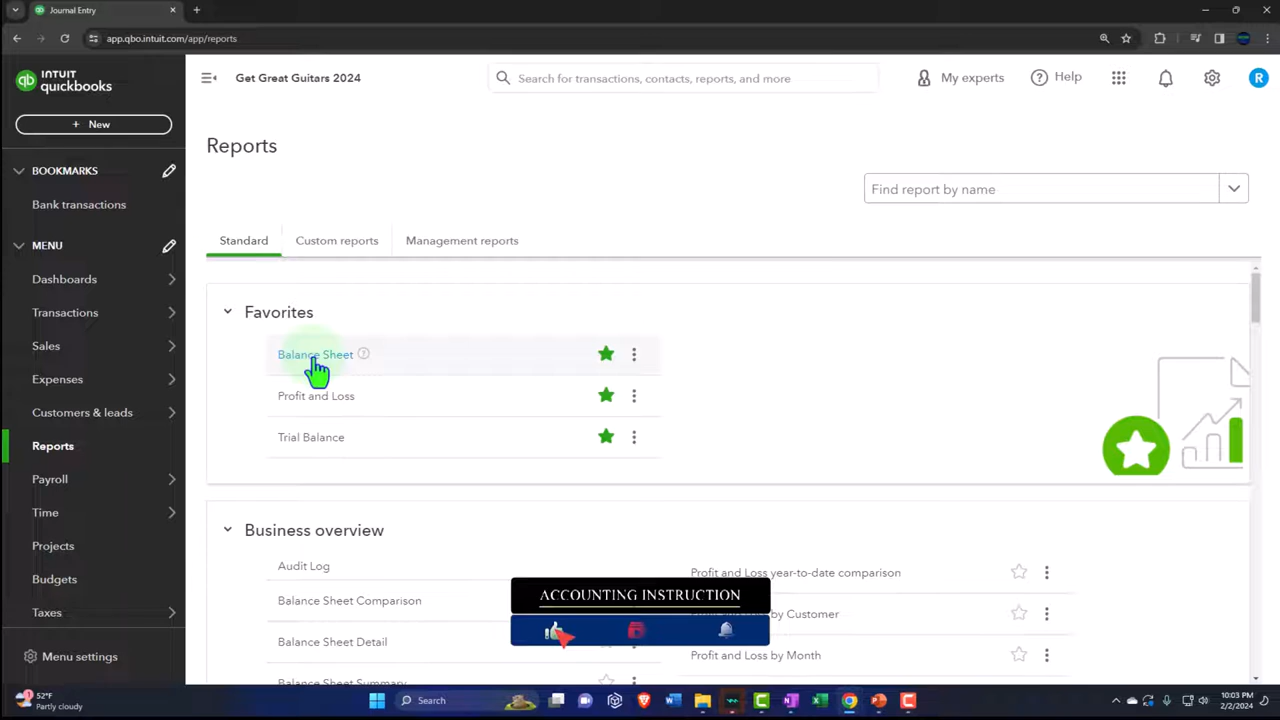 Journal Entry
app.qbo.intuit.com/app/reports
INTUIT
quickbooks
Get Great Guitars 2024
Search for transactions, contacts, reports, and more
My experts
Help
R
+ New
Reports
BOOKMARKS
Find report by name
Bank transactions
MENU
Standard
Custom reports
Management reports
Dashboards
Transactions
Favorites
Sales
Balance Sheet
Expenses
Profit and Loss
Customers & leads
Trial Balance
Reports
Payroll
Time
Business overview
Projects
Audit Log
Profit and Loss year-to-date comparison
Budgets
ACCOUNTING INSTRUCTION
Balance Sheet Comparison
by Customer
Taxes
Balance Sheet Detail
Profit and Loss by Month
Menu settings
Balance Sheet Summary
52°F
Partly cloudy
Search
10:03 PM
2/2/2024